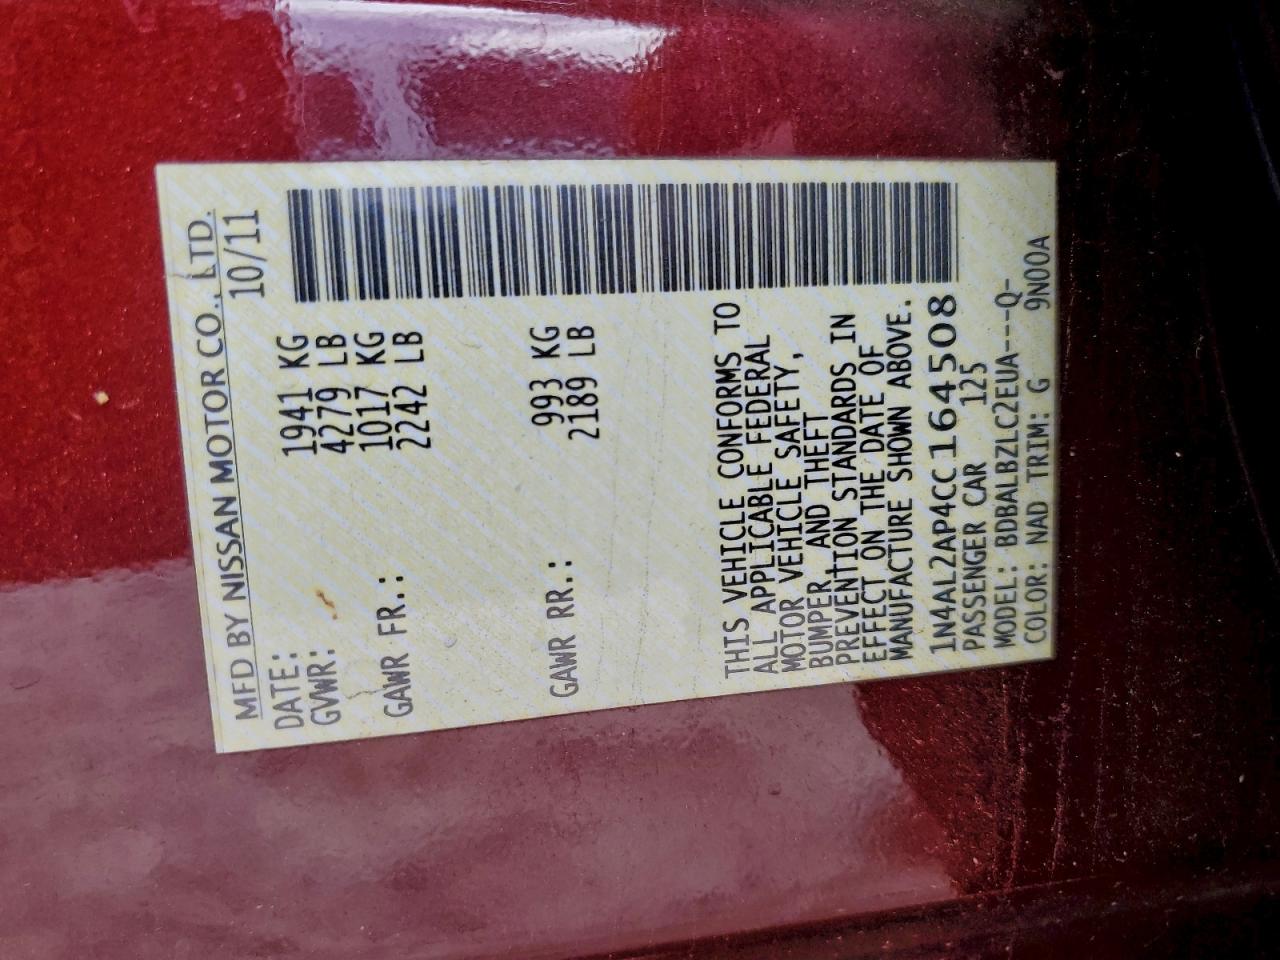 MFD BY NISSAN MOTOR CO., LTD.
DATE: 10/11
GVWR: 1941 KG
4279 LB
GAWR FR.: 1017 KG
2242 LB
GAWR RR.: 993 KG
2189 LB
THIS VEHICLE CONFORMS TO
ALL APPLICABLE FEDERAL
MOTOR VEHICLE SAFETY,
BUMPER, AND THEFT
PREVENTION STANDARDS IN
EFFECT ON THE DATE OF
MANUFACTURE SHOWN ABOVE.
1N4AL2AP4CC164508
PASSENGER CAR 125
MODEL: BDBALBZLC2EUA---Q-
COLOR: NAD TRIM: G 9N00A